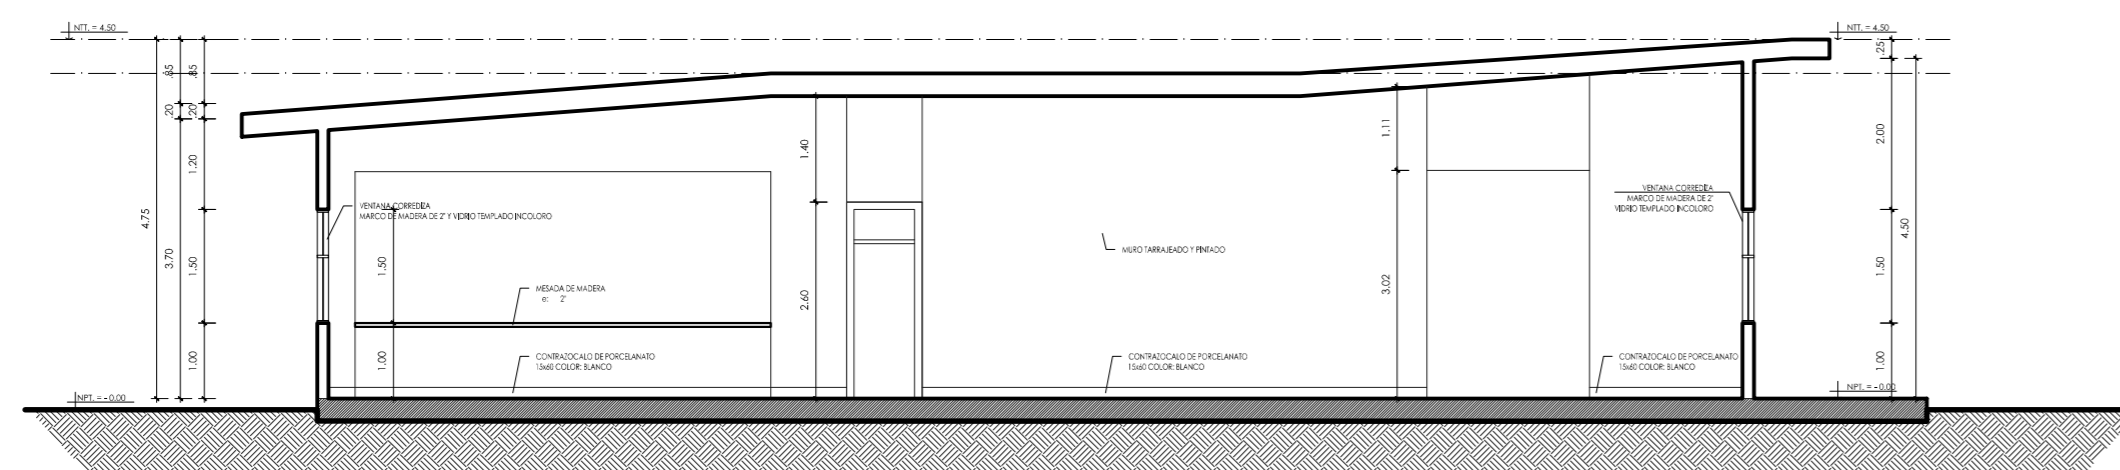 NTT. = 4.50
NTT. = 4.50
.85
.85
.25
.20
.20
1.20
1.40
1.11
2.00
VENTANA CORREDIZA
MARCO DE MADERA DE 2" Y VIDRIO TEMPLADO INCOLORO
VENTANA CORREDIZA
MARCO DE MADERA DE 2"
VIDRIO TEMPLADO INCOLORO
4.75
3.70
1.50
1.50
MURO TARRAJEADO Y PINTADO
4.50
MESADA DE MADERA
e: 2"
2.60
3.02
1.50
1.00
1.00
CONTRAZOCALO DE PORCELANATO
15x60 COLOR: BLANCO
CONTRAZOCALO DE PORCELANATO
15x60 COLOR: BLANCO
CONTRAZOCALO DE PORCELANATO
15x60 COLOR: BLANCO
1.00
NPT. = -0.00
NPT. = -0.00